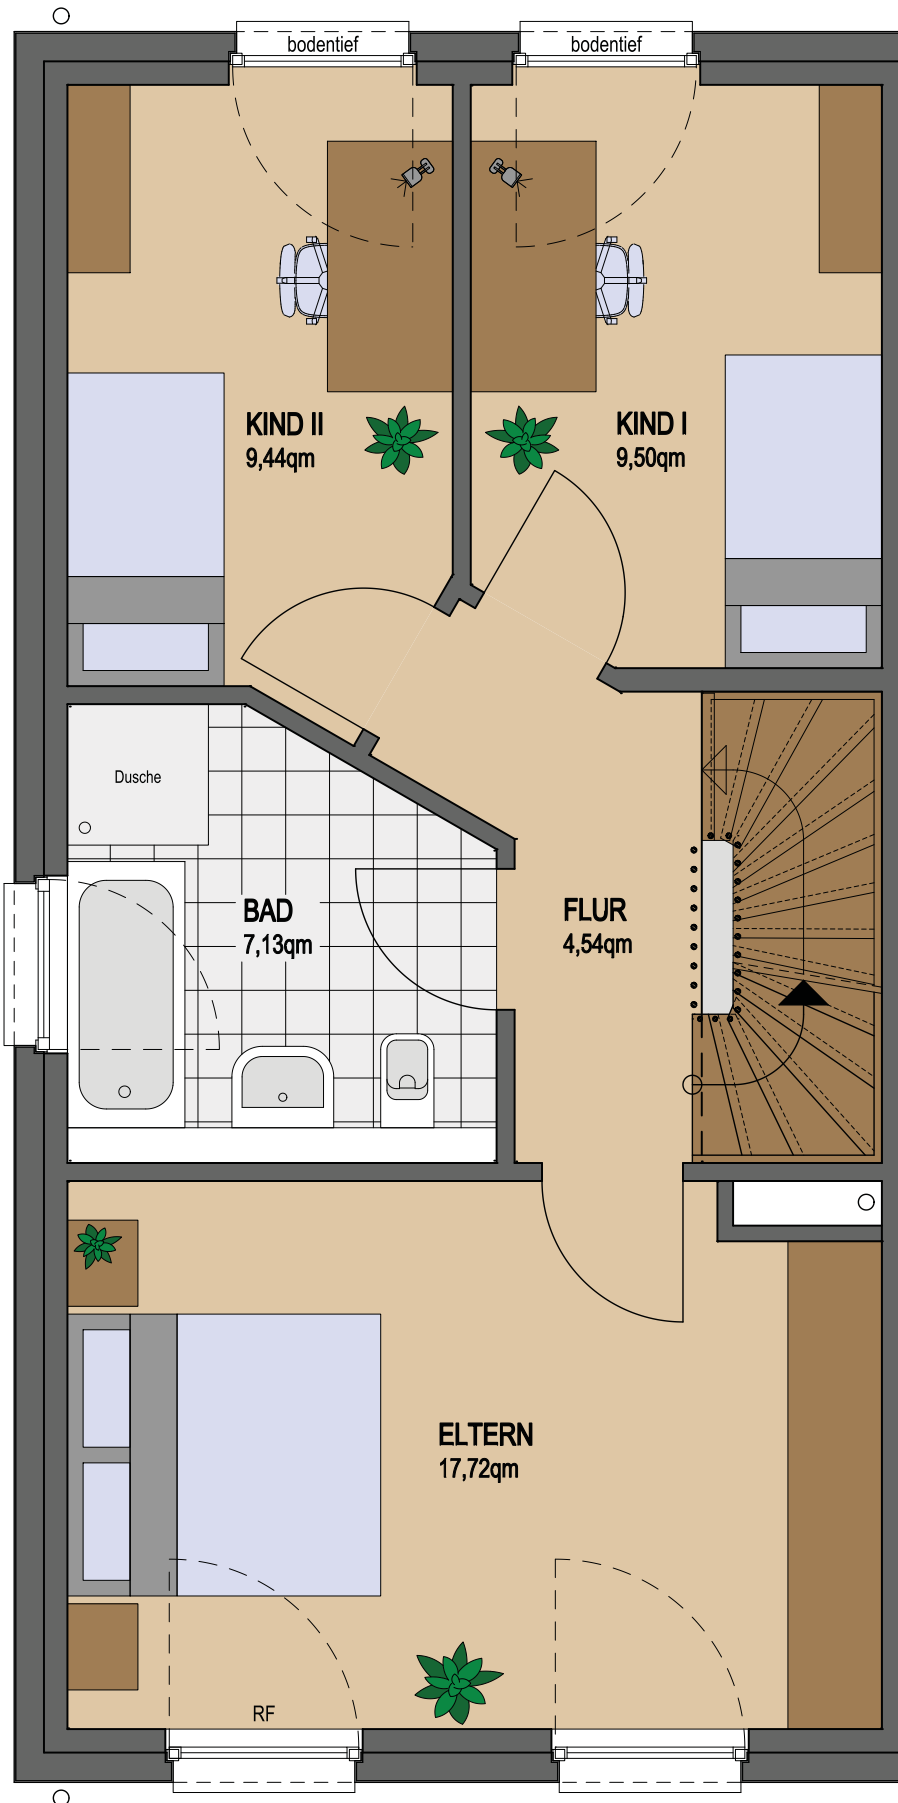 bodentief
bodentief
KIND II
9,44qm
KIND I
9,50qm
Dusche
BAD
7,13qm
FLUR
4,54qm
ELTERN
17,72qm
RF